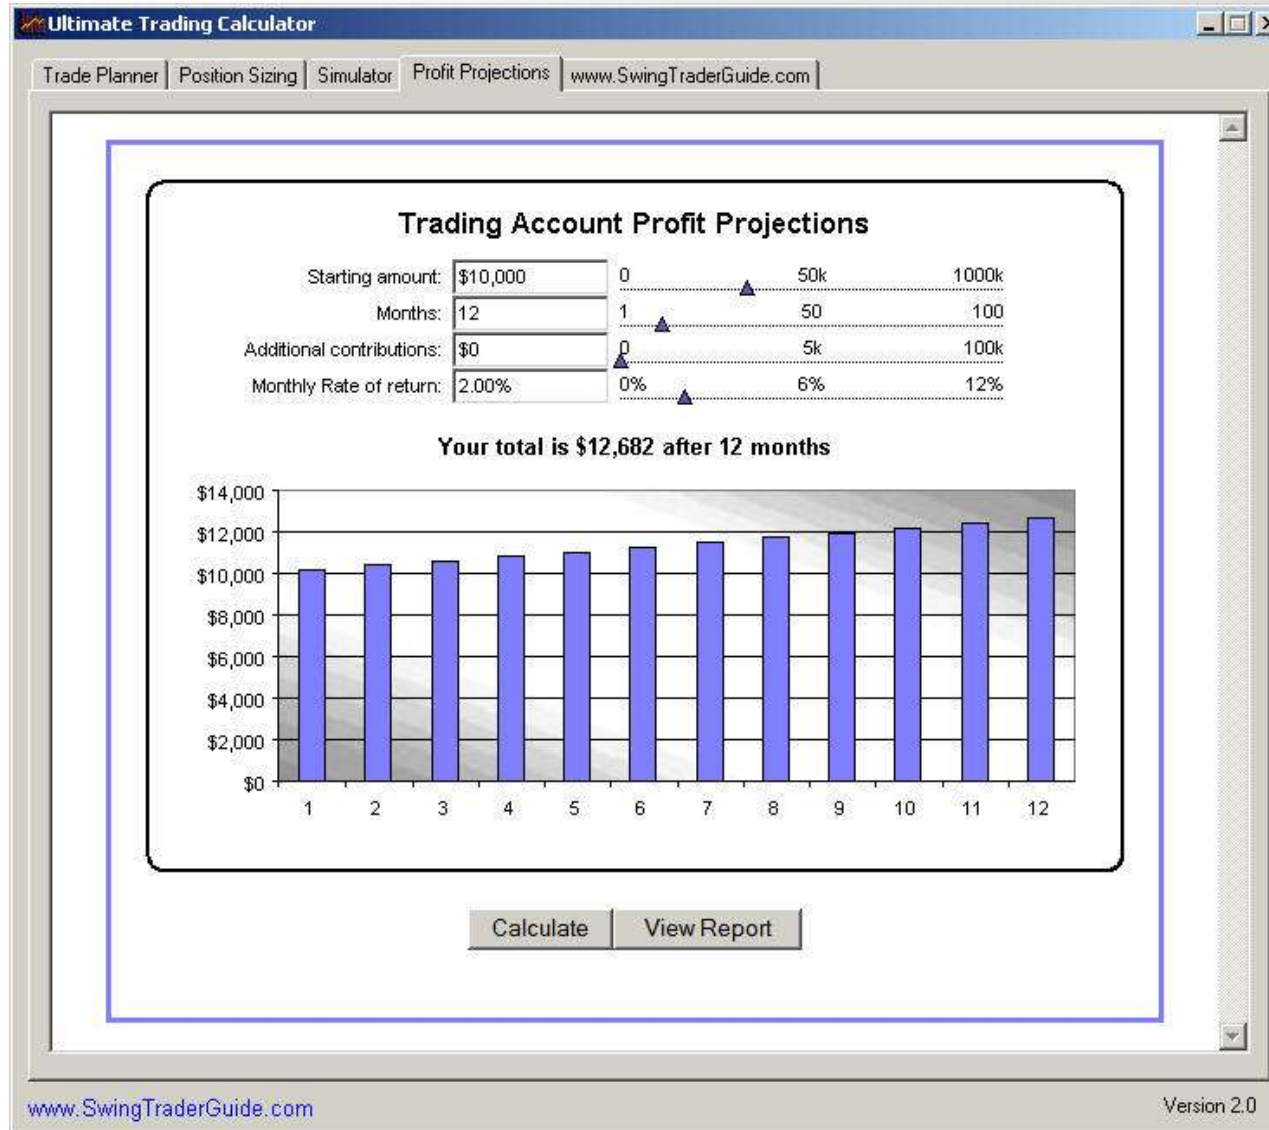 Ultimate Trading Calculator
Trade Planner Position Sizing Simulator Profit Projections www.SwingTraderGuide.com
Trading Account Profit Projections
Starting amount: $10,000 0 50k 1000k
Months: 12 1 50 100
Additional contributions: $0 0 5k 100k
Monthly Rate of return: 2.00% 0% 6% 12%
Your total is $12,682 after 12 months
$14,000
$12,000
$10,000
$8,000
$6,000
$4,000
$2,000
$0
1 2 3 4 5 6 7 8 9 10 11 12
Calculate View Report
www.SwingTraderGuide.com Version 2.0